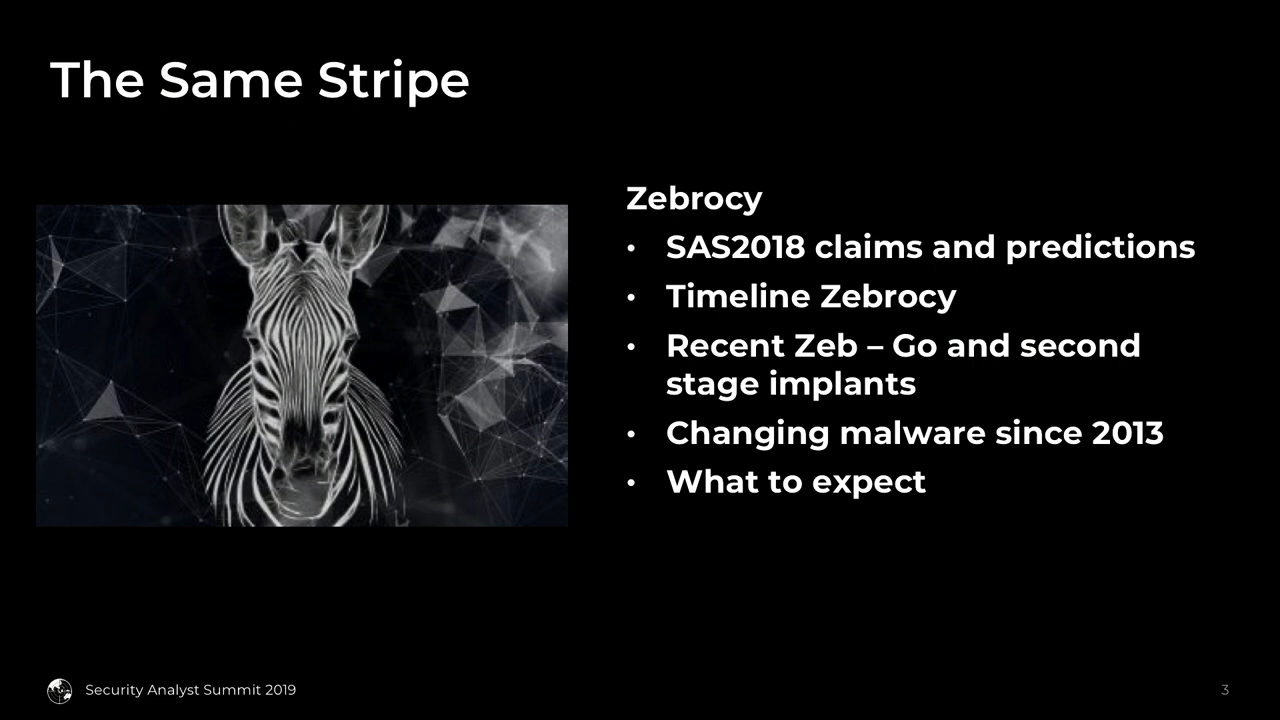 The Same Stripe
Zebrocy
• SAS2018 claims and predictions
• Timeline Zebrocy
• Recent Zeb – Go and second
stage implants
• Changing malware since 2013
• What to expect
Security Analyst Summit 2019
3